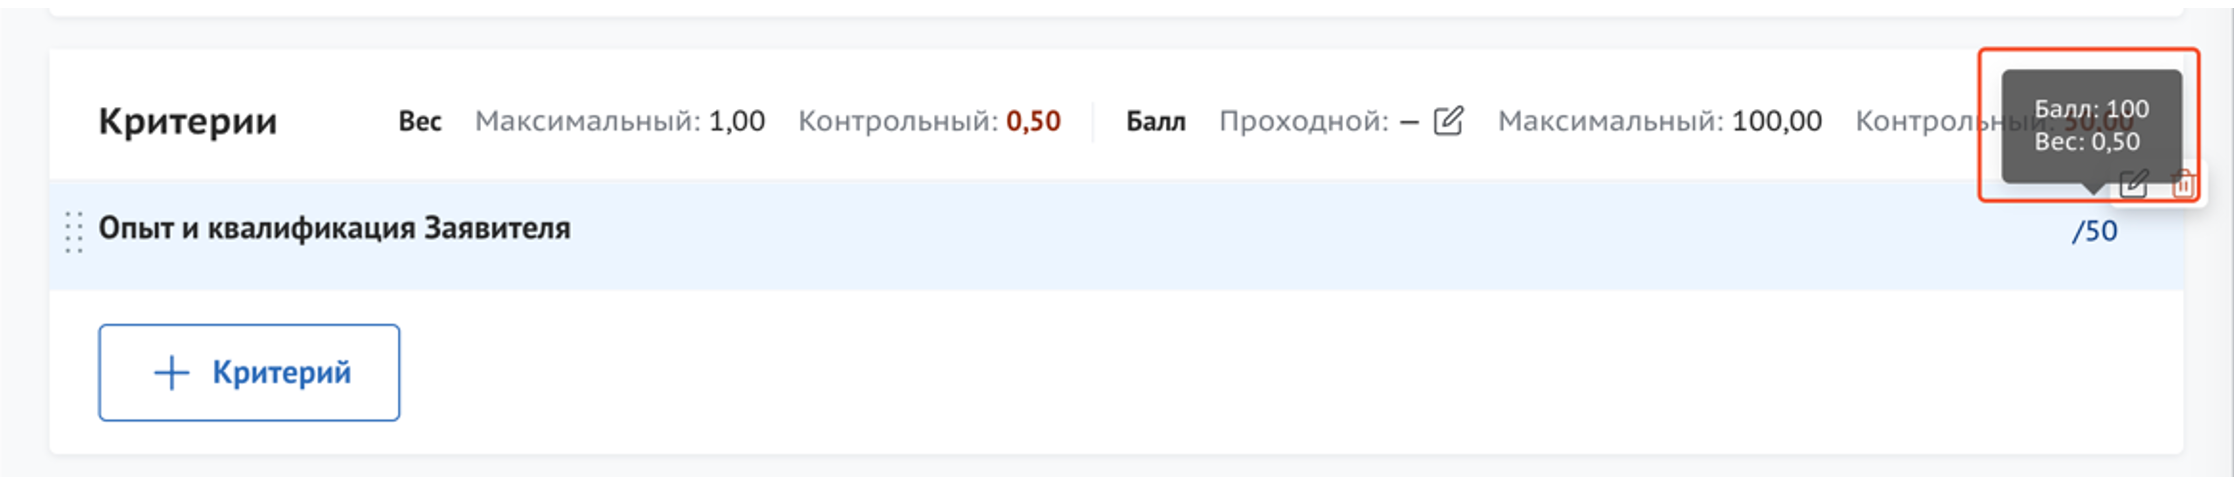 Критерии Вес Максимальный: 1,00 Контрольный: 0,50 Балл Проходной: — Максимальный: 100,00 Контрольный: 50,00
Балл: 100
Вес: 0,50
Опыт и квалификация Заявителя /50
+ Критерий